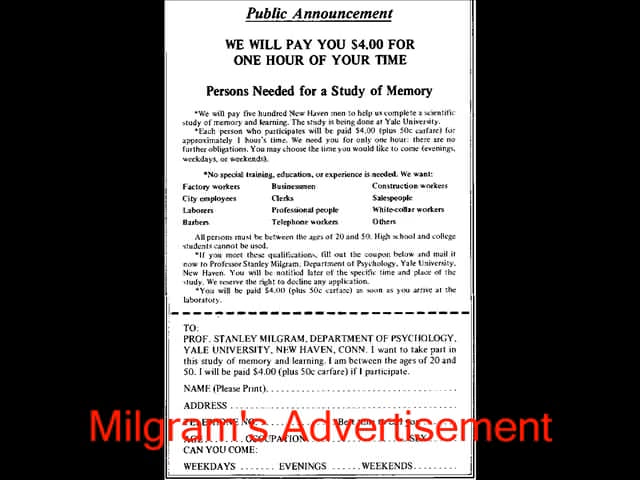 Public Announcement
WE WILL PAY YOU $4.00 FOR
ONE HOUR OF YOUR TIME
Persons Needed for a Study of Memory
*We will pay five hundred New Haven men to help us complete a scientific
study of memory and learning. The study is being done at Yale University.
*Each person who participates will be paid $4.00 (plus 50c carfare) for
approximately 1 hour's time. We need you for only one hour: there are no
further obligations. You may choose the time you would like to come (evenings,
weekdays, or weekends).
*No special training, education, or experience is needed. We want:
Factory workers Businessmen Construction workers
City employees Clerks Salespeople
Laborers Professional people White-collar workers
Barbers Telephone workers Others
All persons must be between the ages of 20 and 50. High school and college
students cannot be used.
*If you meet these qualifications, fill out the coupon below and mail it
now to Professor Stanley Milgram, Department of Psychology, Yale University,
New Haven. You will be notified later of the specific time and place of the
study. We reserve the right to decline any application.
*You will be paid $4.00 (plus 50c carfare) as soon as you arrive at the
laboratory.
TO:
PROF. STANLEY MILGRAM, DEPARTMENT OF PSYCHOLOGY,
YALE UNIVERSITY, NEW HAVEN, CONN. I want to take part in
this study of memory and learning. I am between the ages of 20 and
50. I will be paid $4.00 (plus 50c carfare) if I participate.
NAME (Please Print)
ADDRESS
TELEPHONE NO.
Milgram's Advertisement
AGE OCCUPATION SEX
CAN YOU COME:
WEEKDAYS EVENINGS WEEKENDS